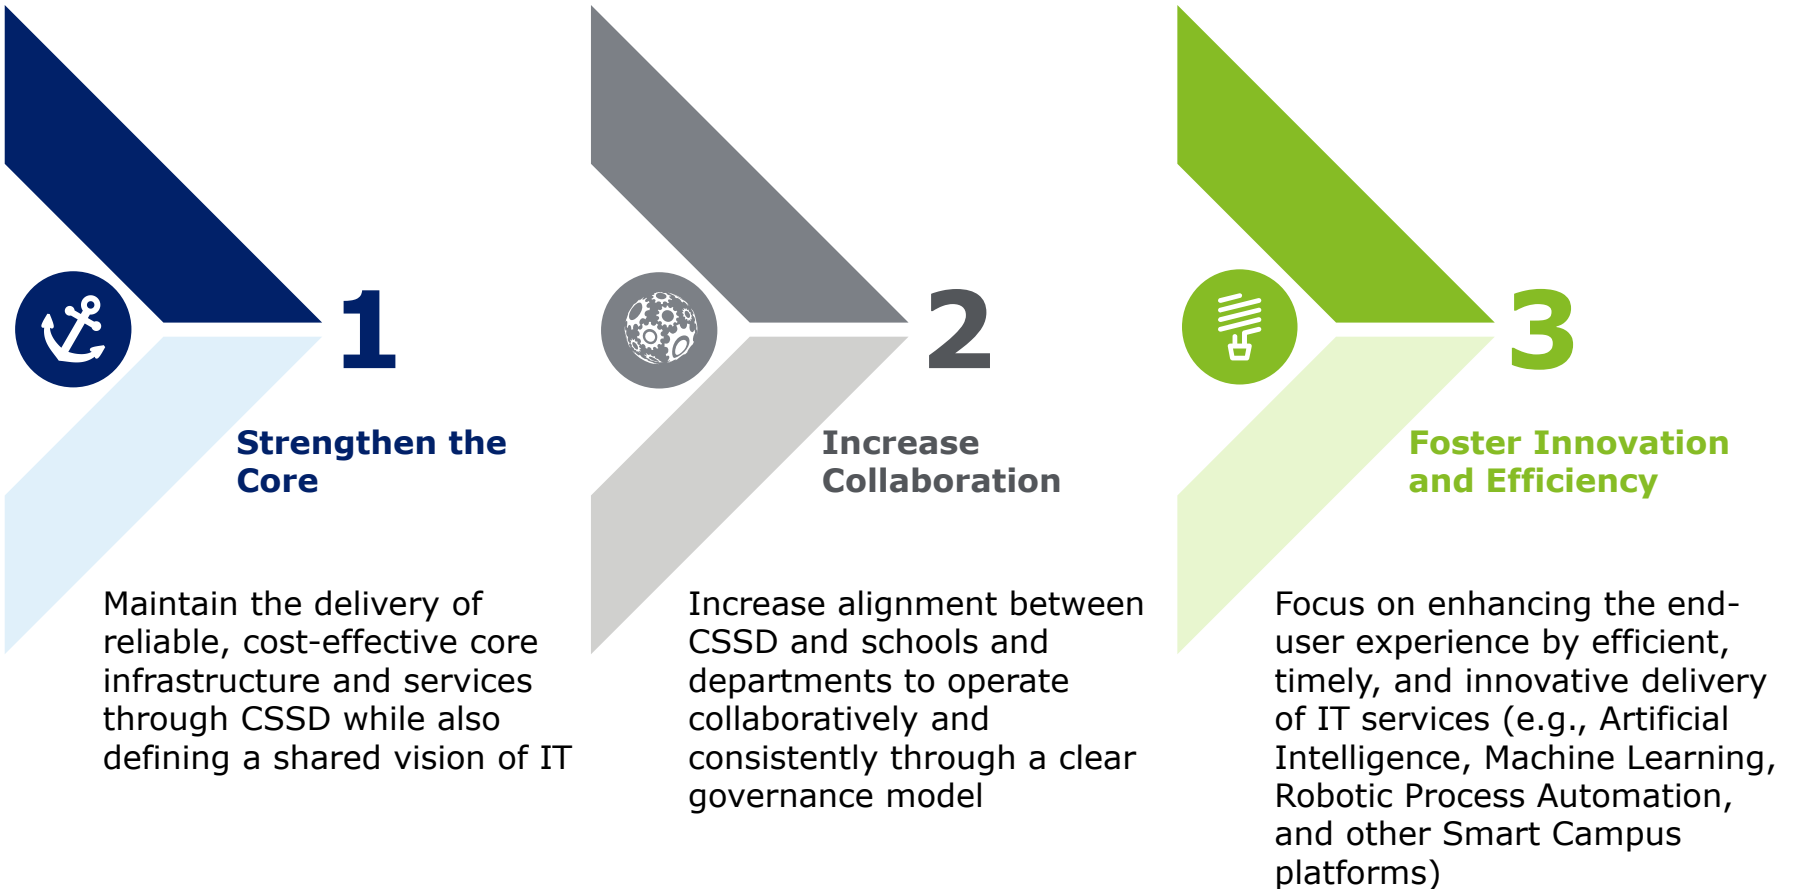 1
Strengthen the
Core
Maintain the delivery of
reliable, cost-effective core
infrastructure and services
through CSSD while also
defining a shared vision of IT
2
Increase
Collaboration
Increase alignment between
CSSD and schools and
departments to operate
collaboratively and
consistently through a clear
governance model
3
Foster Innovation
and Efficiency
Focus on enhancing the end-
user experience by efficient,
timely, and innovative delivery
of IT services (e.g., Artificial
Intelligence, Machine Learning,
Robotic Process Automation,
and other Smart Campus
platforms)